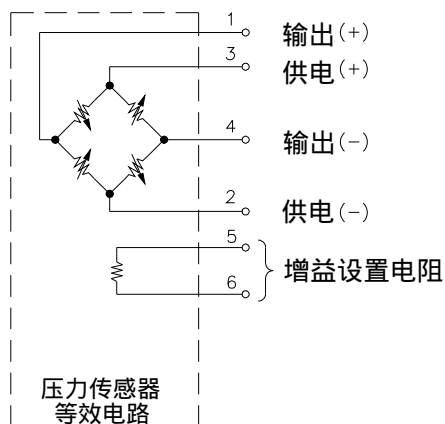 1 输出(+)
3 供电(+)
4 输出(-)
2 供电(-)
5
增益设置电阻
6
压力传感器
等效电路